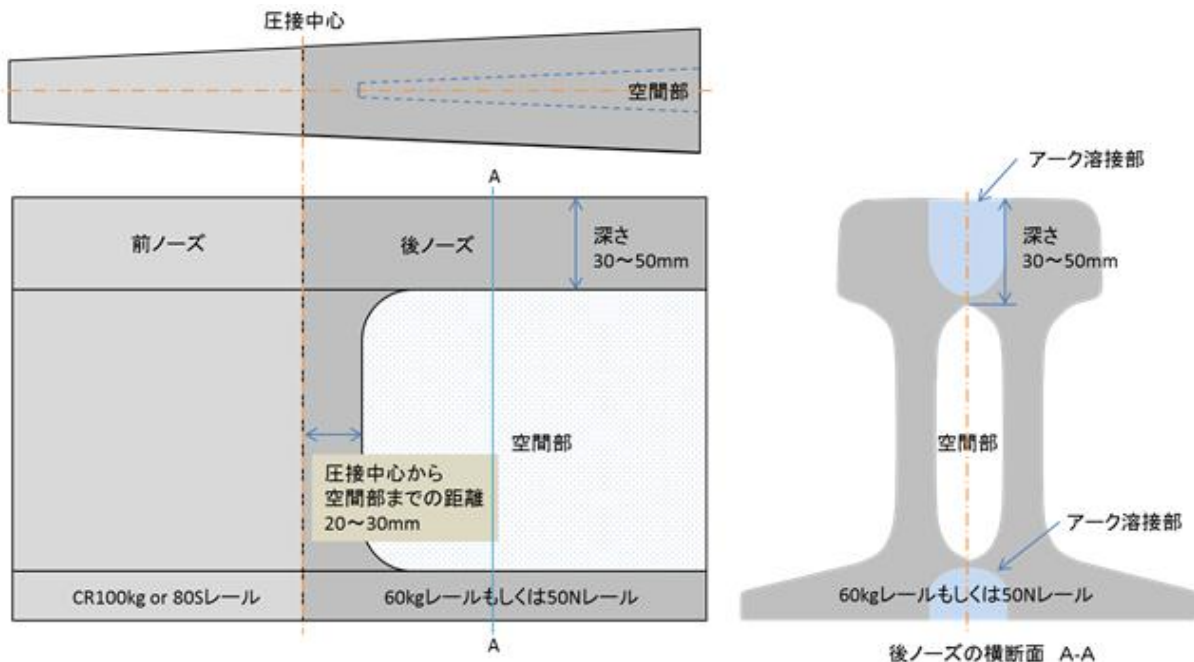 圧接中心
空間部
A
前ノーズ
後ノーズ
深さ
30～50mm
空間部
圧接中心から
空間部までの距離
20～30mm
CR100kg or 80Sレール
60kgレールもしくは50Nレール
A
アーク溶接部
深さ
30～50mm
空間部
アーク溶接部
60kgレールもしくは50Nレール
後ノーズの横断面 A-A